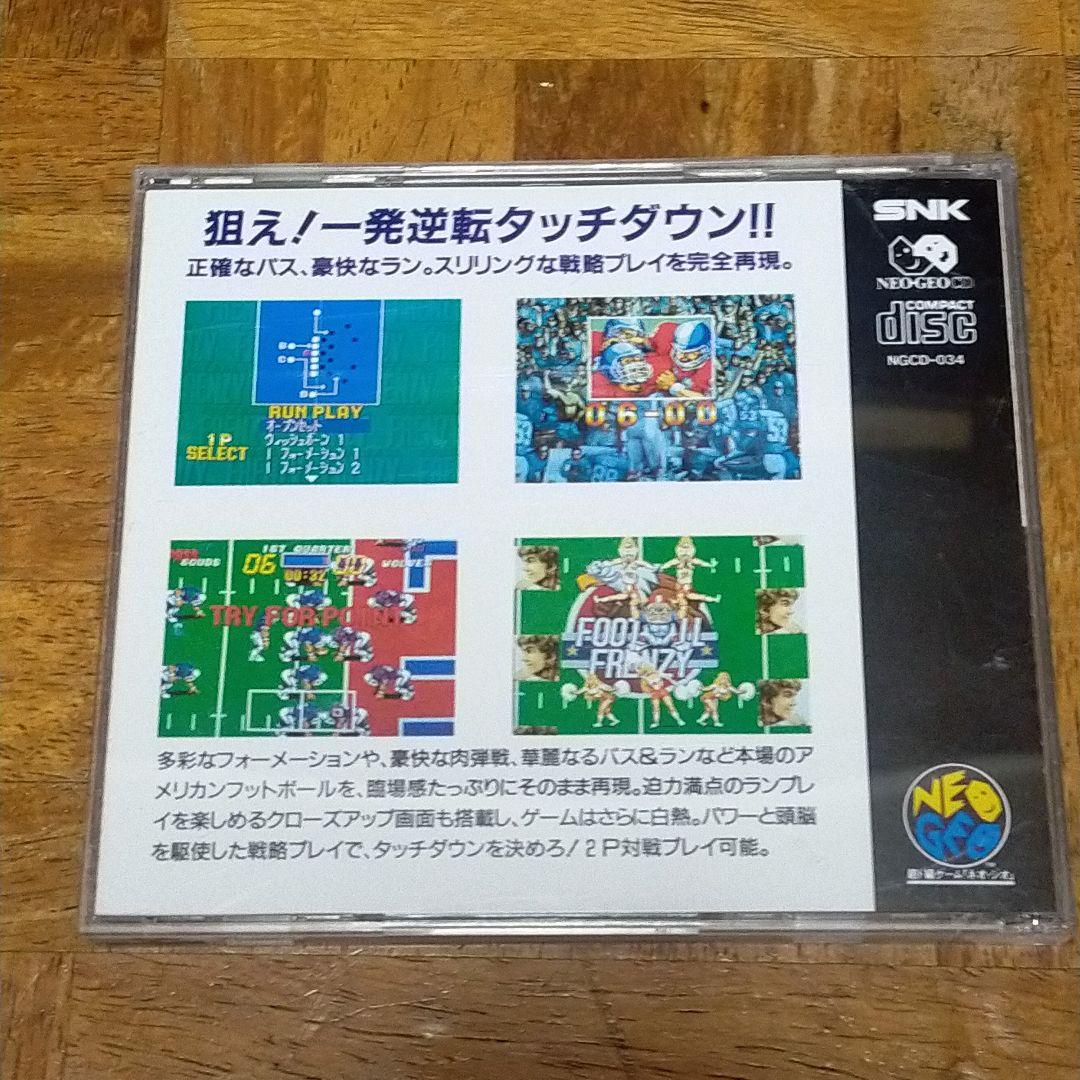 狙え!一発逆転タッチダウン!!
正確なパス、豪快なラン。スリリングな戦略プレイを完全再現。
SNK
NEO•GEO CD
COMPACT
disc
NGCD-034
RUN PLAY
オープンセット
ウィッシュボーン 1
I フォーメーション 1
I フォーメーション 2
1P
SELECT
06-00
1ST QUARTER
06
00:32
TRY FOR PO
FOOTBALL
FRENZY
多彩なフォーメーションや、豪快な肉弾戦、華麗なるパス&ランなど本場のア
メリカンフットボールを、臨場感たっぷりにそのまま再現。迫力満点のランプレ
イを楽しめるクローズアップ画面も搭載し、ゲームはさらに白熱。パワーと頭脳
を駆使した戦略プレイで、タッチダウンを決めろ!2P対戦プレイ可能。
NEO
GEO